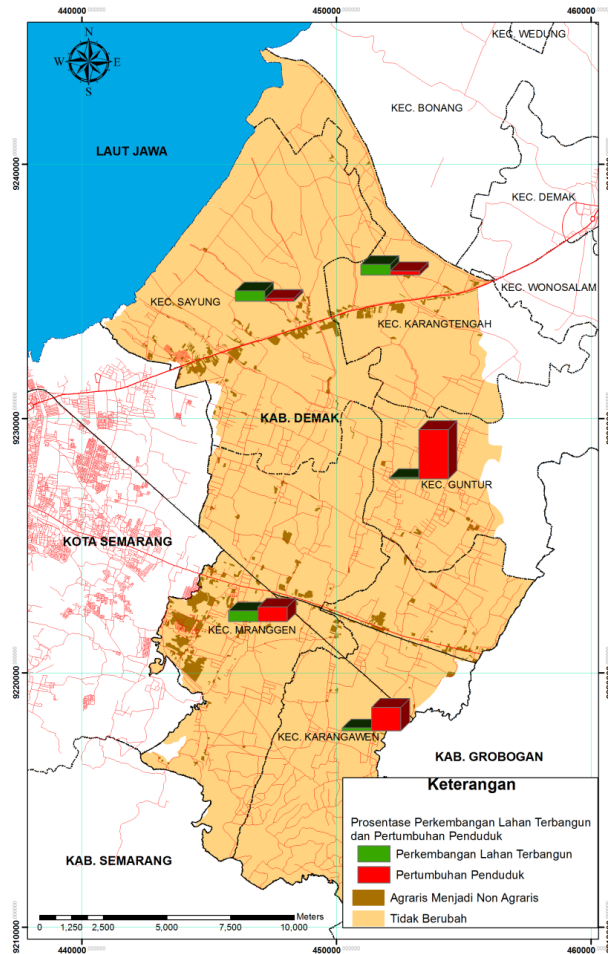 440000
450000
460000
N
W
E
S
KEC. WEDUNG
KEC. BONANG
LAUT JAWA
9240000
KEC. DEMAK
KEC. SAYUNG
KEC. WONOSALAM
KEC. KARANGTENGAH
9230000
KAB. DEMAK
KEC. GUNTUR
KOTA SEMARANG
KEC. MRANGGEN
9220000
KEC. KARANGAWEN
KAB. GROBOGAN
KAB. SEMARANG
Keterangan
Prosentase Perkembangan Lahan Terbangun
dan Pertumbuhan Penduduk
Perkembangan Lahan Terbangun
Pertumbuhan Penduduk
Agraris Menjadi Non Agraris
Tidak Berubah
Meters
0 1,250 2,500 5,000 7,500 10,000
9210000
440000
450000
460000